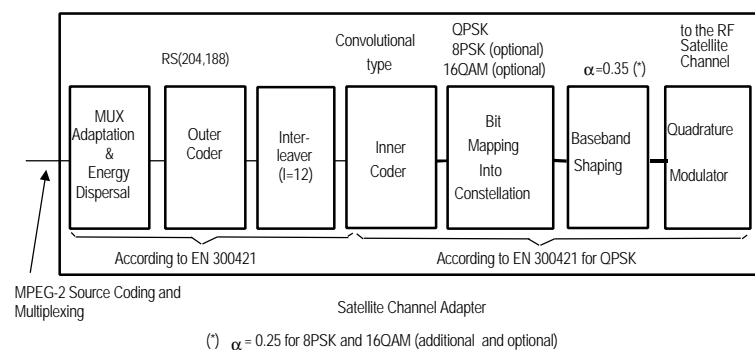 RS(204,188)
Convolutional
type
QPSK
8PSK (optional)
16QAM (optional)
α=0.35 (*)
to the RF
Satellite
Channel
MUX
Adaptation
&
Energy
Dispersal
Outer
Coder
Inter-
leaver
(I=12)
Inner
Coder
Bit
Mapping
Into
Constellation
Baseband
Shaping
Quadrature
Modulator
According to EN 300421
According to EN 300421 for QPSK
MPEG-2 Source Coding and
Multiplexing
Satellite Channel Adapter
(*) α = 0.25 for 8PSK and 16QAM (additional and optional)